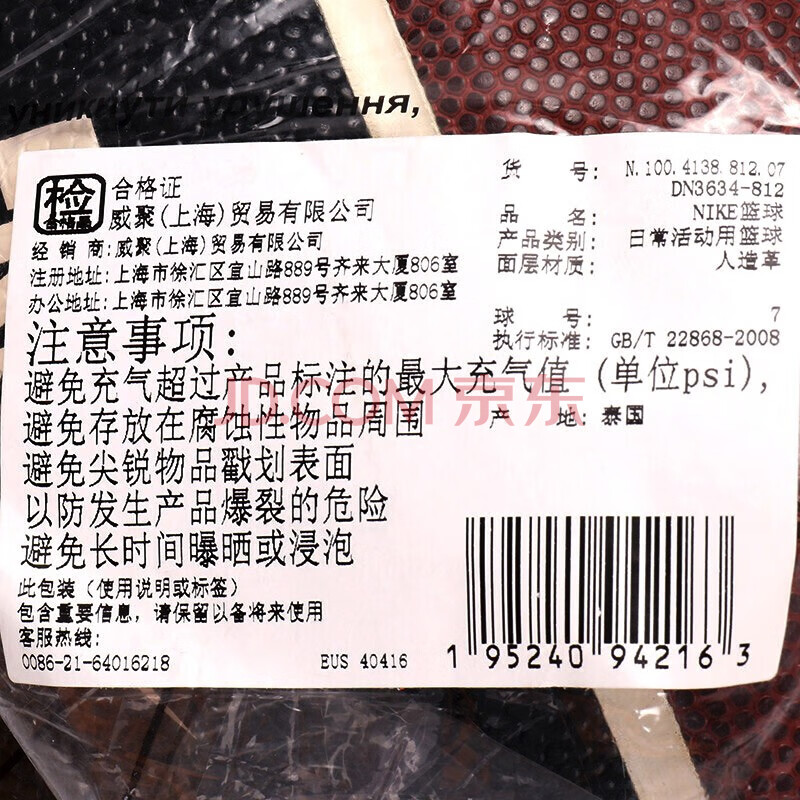 уникнути урушення,
检
合格品
合格证
威聚(上海)贸易有限公司
经 销 商:威聚(上海)贸易有限公司
注册地址:上海市徐汇区宜山路889号齐来大厦806室
办公地址:上海市徐汇区宜山路889号齐来大厦806室
货 号: N.100.4138.812.07
DN3634-812
品 名: NIKE篮球
产品类别: 日常活动用篮球
面层材质: 人造革
球 号: 7
执行标准: GB/T 22868-2008
注意事项:
避免充气超过产品标注的最大充气值 (单位psi),
避免存放在腐蚀性物品周围
产 地: 泰国
避免尖锐物品戳划表面
以防发生产品爆裂的危险
避免长时间曝晒或浸泡
此包装(使用说明或标签)
包含重要信息, 请保留以备将来使用
客服热线:
0086-21-64016218
EUS 40416
1 95240 94216 3
JD.COM 京东